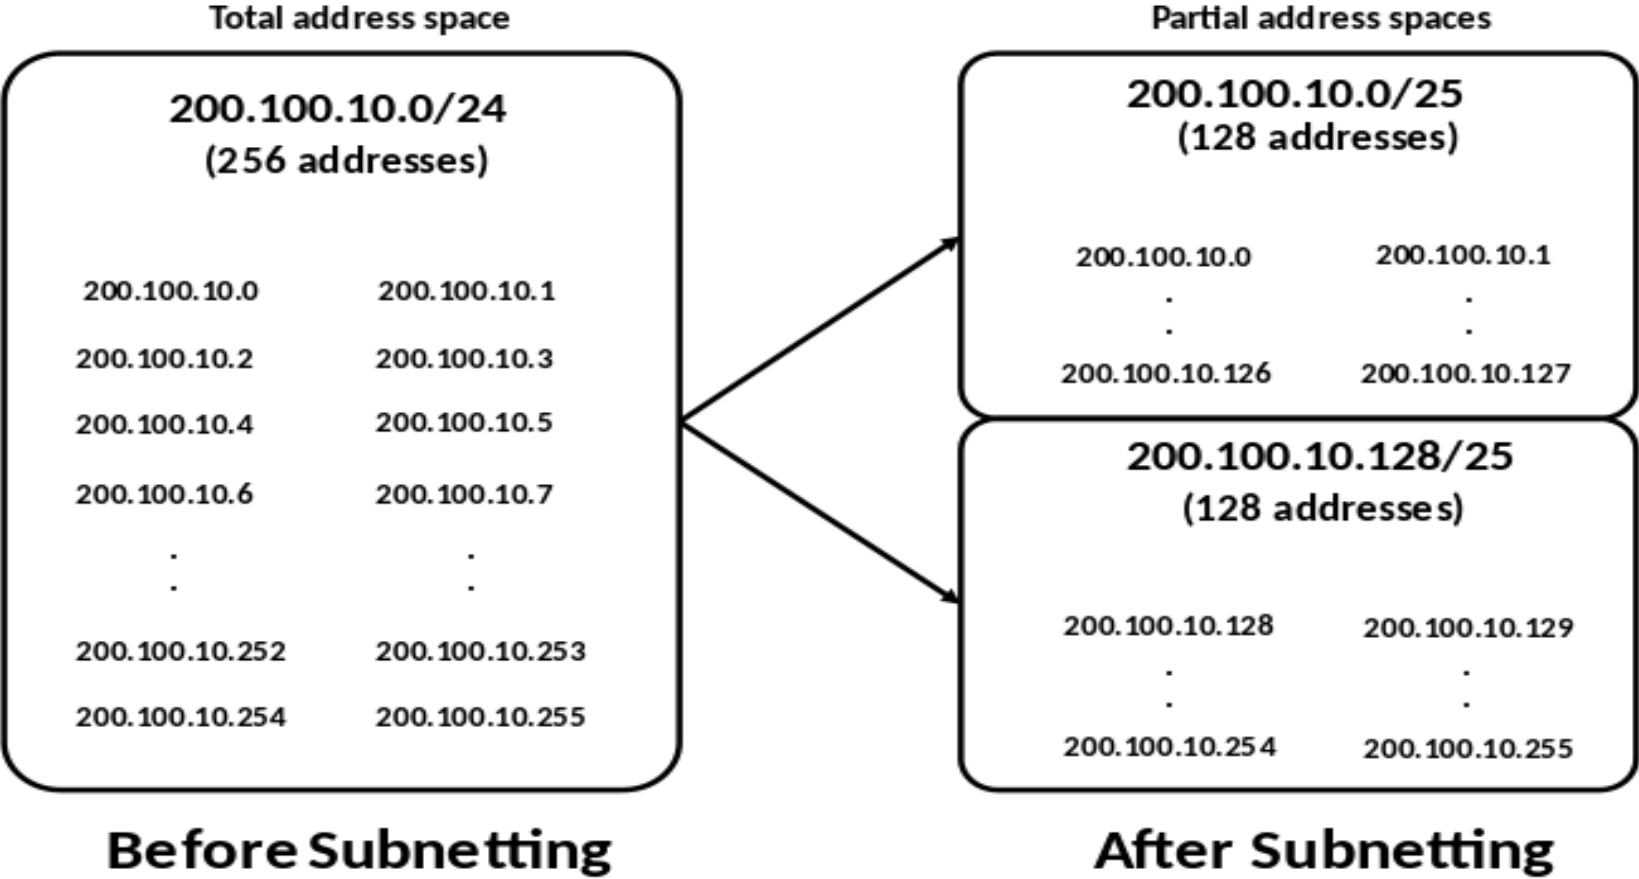 Total address space
200.100.10.0/24
(256 addresses)
200.100.10.0 200.100.10.1
200.100.10.2 200.100.10.3
200.100.10.4 200.100.10.5
200.100.10.6 200.100.10.7
. .
. .
200.100.10.252 200.100.10.253
200.100.10.254 200.100.10.255
Before Subnetting
Partial address spaces
200.100.10.0/25
(128 addresses)
200.100.10.0 200.100.10.1
. .
. .
200.100.10.126 200.100.10.127
200.100.10.128/25
(128 addresses)
200.100.10.128 200.100.10.129
. .
. .
200.100.10.254 200.100.10.255
After Subnetting